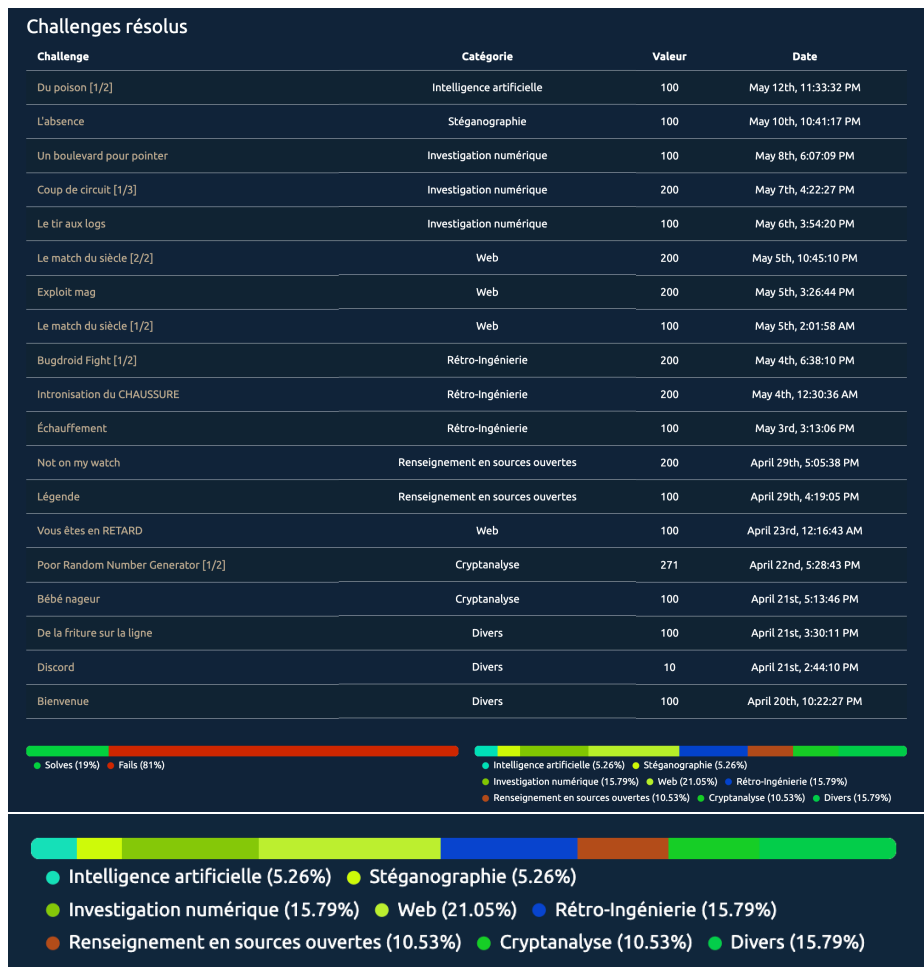 Challenges résolus
Challenge Catégorie Valeur Date
Du poison [1/2] Intelligence artificielle 100 May 12th, 11:33:32 PM
L'absence Stéganographie 100 May 10th, 10:41:17 PM
Un boulevard pour pointer Investigation numérique 100 May 8th, 6:07:09 PM
Coup de circuit [1/3] Investigation numérique 200 May 7th, 4:22:27 PM
Le tir aux logs Investigation numérique 100 May 6th, 3:54:20 PM
Le match du siècle [2/2] Web 200 May 5th, 10:45:10 PM
Exploit mag Web 200 May 5th, 3:26:44 PM
Le match du siècle [1/2] Web 100 May 5th, 2:01:58 AM
Bugdroid Fight [1/2] Rétro-Ingénierie 200 May 4th, 6:38:10 PM
Intronisation du CHAUSSURE Rétro-Ingénierie 200 May 4th, 12:30:36 AM
Échauffement Rétro-Ingénierie 100 May 3rd, 3:13:06 PM
Not on my watch Renseignement en sources ouvertes 200 April 29th, 5:05:38 PM
Légende Renseignement en sources ouvertes 100 April 29th, 4:19:05 PM
Vous êtes en RETARD Web 100 April 23rd, 12:16:43 AM
Poor Random Number Generator [1/2] Cryptanalyse 271 April 22nd, 5:28:43 PM
Bébé nageur Cryptanalyse 100 April 21st, 5:13:46 PM
De la friture sur la ligne Divers 100 April 21st, 3:30:11 PM
Discord Divers 10 April 21st, 2:44:10 PM
Bienvenue Divers 100 April 20th, 10:22:27 PM
Solves (19%) Fails (81%)
Intelligence artificielle (5.26%) Stéganographie (5.26%)
Investigation numérique (15.79%) Web (21.05%) Rétro-Ingénierie (15.79%)
Renseignement en sources ouvertes (10.53%) Cryptanalyse (10.53%) Divers (15.79%)
Intelligence artificielle (5.26%) Stéganographie (5.26%)
Investigation numérique (15.79%) Web (21.05%) Rétro-Ingénierie (15.79%)
Renseignement en sources ouvertes (10.53%) Cryptanalyse (10.53%) Divers (15.79%)